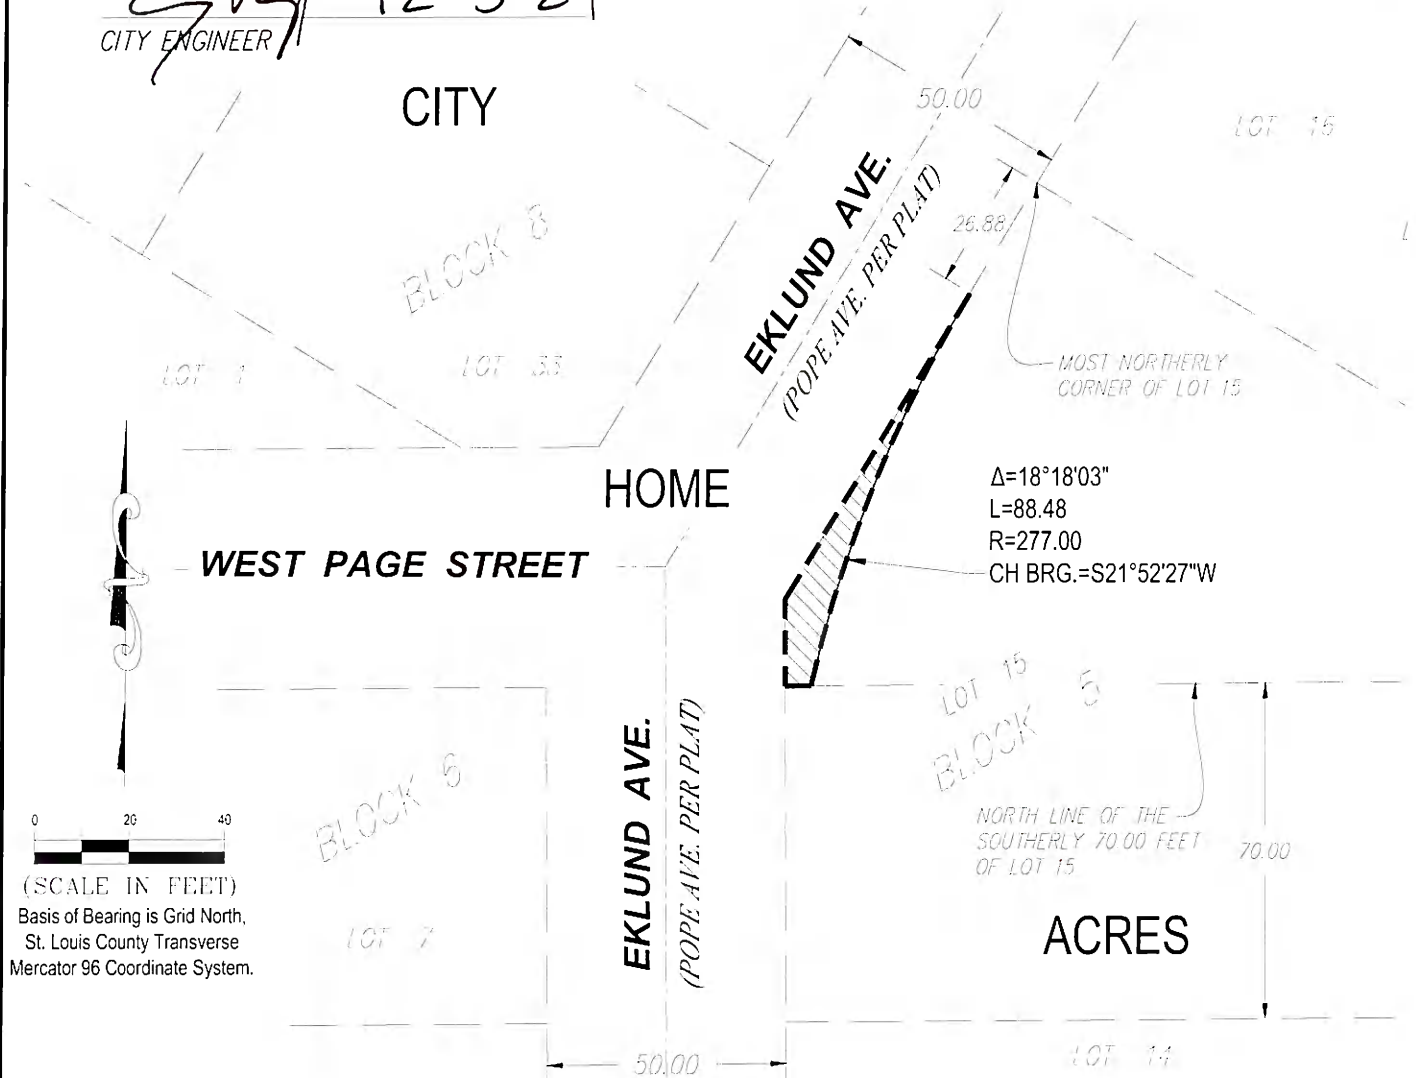 12 3 21
CITY ENGINEER
CITY
50.00
LOT 16
EKLUND AVE.
(POPE AVE. PER PLAT)
26.88
BLOCK 8
LOT 1
LOT 33
MOST NORTHERLY
CORNER OF LOT 15
HOME
Δ=18°18'03"
L=88.48
R=277.00
CH BRG.=S21°52'27"W
WEST PAGE STREET
LOT 15
BLOCK 5
EKLUND AVE.
(POPE AVE. PER PLAT)
BLOCK 6
NORTH LINE OF THE
SOUTHERLY 70.00 FEET
OF LOT 15
70.00
0 20 40
(SCALE IN FEET)
Basis of Bearing is Grid North,
St. Louis County Transverse
Mercator 96 Coordinate System.
LOT 7
ACRES
50.00
LOT 14